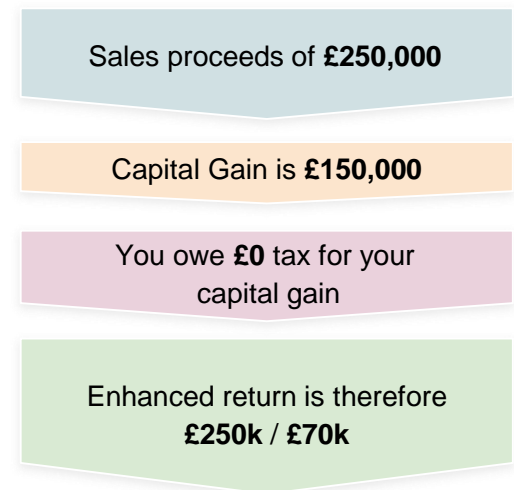 Sales proceeds of £250,000
Capital Gain is £150,000
You owe £0 tax for your
capital gain
Enhanced return is therefore
£250k / £70k